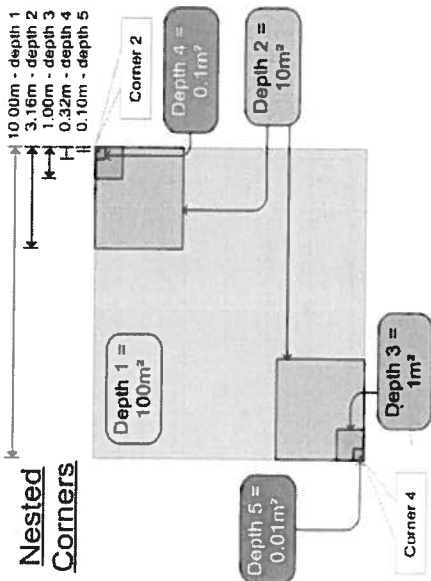 Nested
Corners
10.00m - depth 1
3.16m - depth 2
1.00m - depth 3
0.32m - depth 4
0.10m - depth 5
Corner 2
Depth 4 =
0.1m²
Depth 2 =
10m²
Depth 1 =
100m²
Depth 5 =
0.01m²
Depth 3 =
1m²
Corner 4